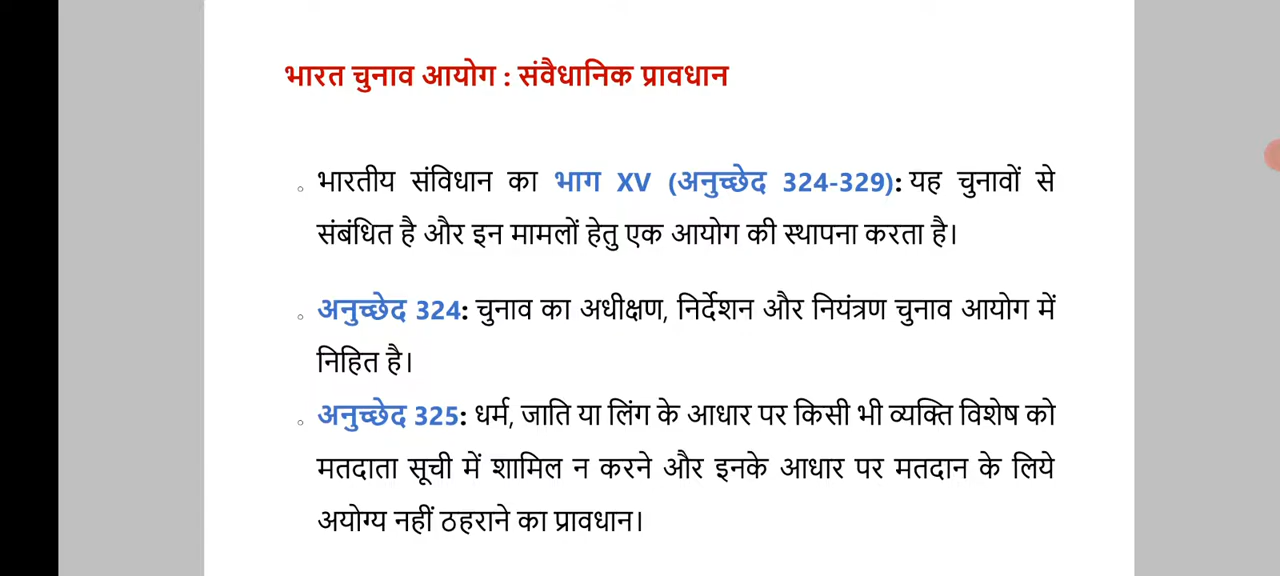 भारत चुनाव आयोग : संवैधानिक प्रावधान
भारतीय संविधान का भाग XV (अनुच्छेद 324-329): यह चुनावों से
संबंधित है और इन मामलों हेतु एक आयोग की स्थापना करता है।
अनुच्छेद 324: चुनाव का अधीक्षण, निर्देशन और नियंत्रण चुनाव आयोग में
निहित है।
अनुच्छेद 325: धर्म, जाति या लिंग के आधार पर किसी भी व्यक्ति विशेष को
मतदाता सूची में शामिल न करने और इनके आधार पर मतदान के लिये
अयोग्य नहीं ठहराने का प्रावधान।